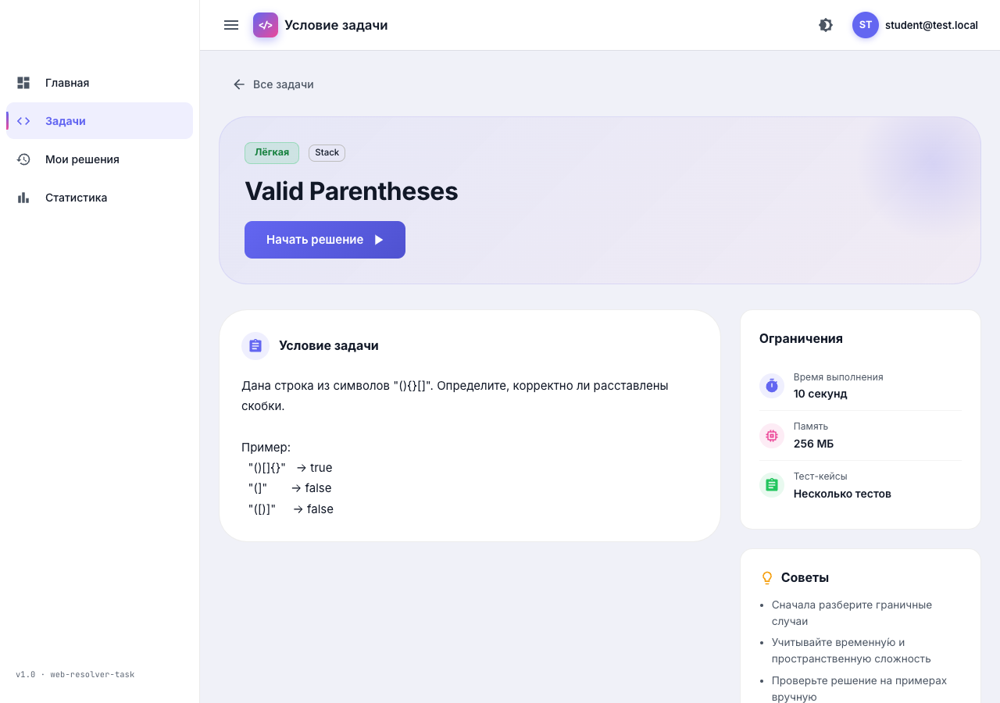 </> Условие задачи
ST student@test.local
Главная
Задачи
Мои решения
Статистика
v1.0 · web-resolver-task
Все задачи
Лёгкая Stack
Valid Parentheses
Начать решение
Условие задачи
Дана строка из символов "(){}[]". Определите, корректно ли расставлены
скобки.
Пример:
"()[]{}" → true
"(]" → false
"([)]" → false
Ограничения
Время выполнения
10 секунд
Память
256 МБ
Тест-кейсы
Несколько тестов
Советы
• Сначала разберите граничные
случаи
• Учитывайте временну́ю и
пространственную сложность
• Проверьте решение на примерах
вручную